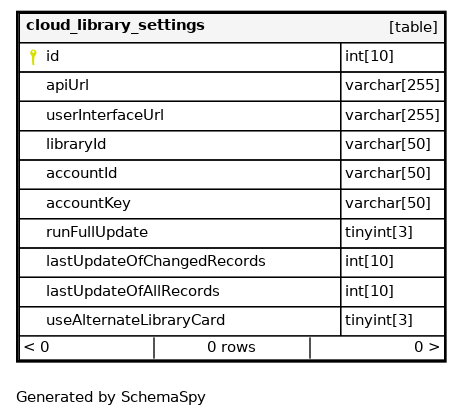 cloud_library_settings [table]
id int[10]
apiUrl varchar[255]
userInterfaceUrl varchar[255]
libraryId varchar[50]
accountId varchar[50]
accountKey varchar[50]
runFullUpdate tinyint[3]
lastUpdateOfChangedRecords int[10]
lastUpdateOfAllRecords int[10]
useAlternateLibraryCard tinyint[3]
< 0 0 rows 0 >
Generated by SchemaSpy